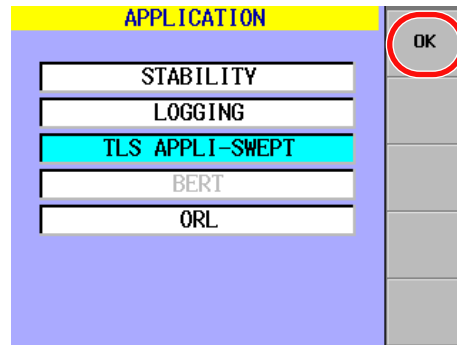 APPLICATION
OK
STABILITY
LOGGING
TLS APPLI-SWEPT
BERT
ORL